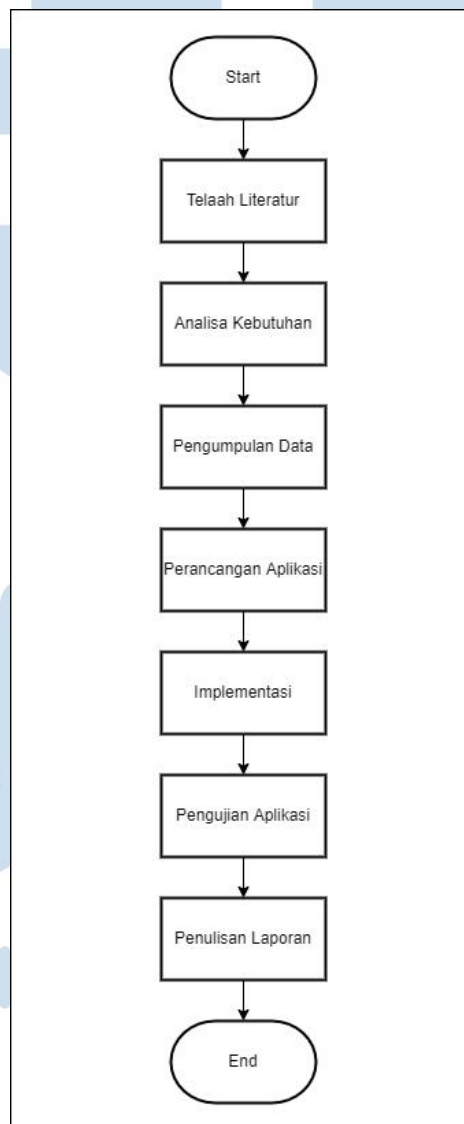 Start
Telaah Literatur
Analisa Kebutuhan
Pengumpulan Data
Perancangan Aplikasi
Implementasi
Pengujian Aplikasi
Penulisan Laporan
End